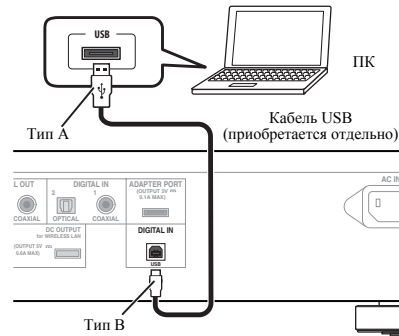 USB
ПК
Тип A
Кабель USB
(приобретается отдельно)
L OUT
DIGITAL IN
2
1
COAXIAL
OPTICAL
COAXIAL
ADAPTER PORT
(OUTPUT 5V
0.1A MAX)
AC IN
DC OUTPUT
for WIRELESS LAN
(OUTPUT 5V
0.6A MAX)
DIGITAL IN
USB
Тип B